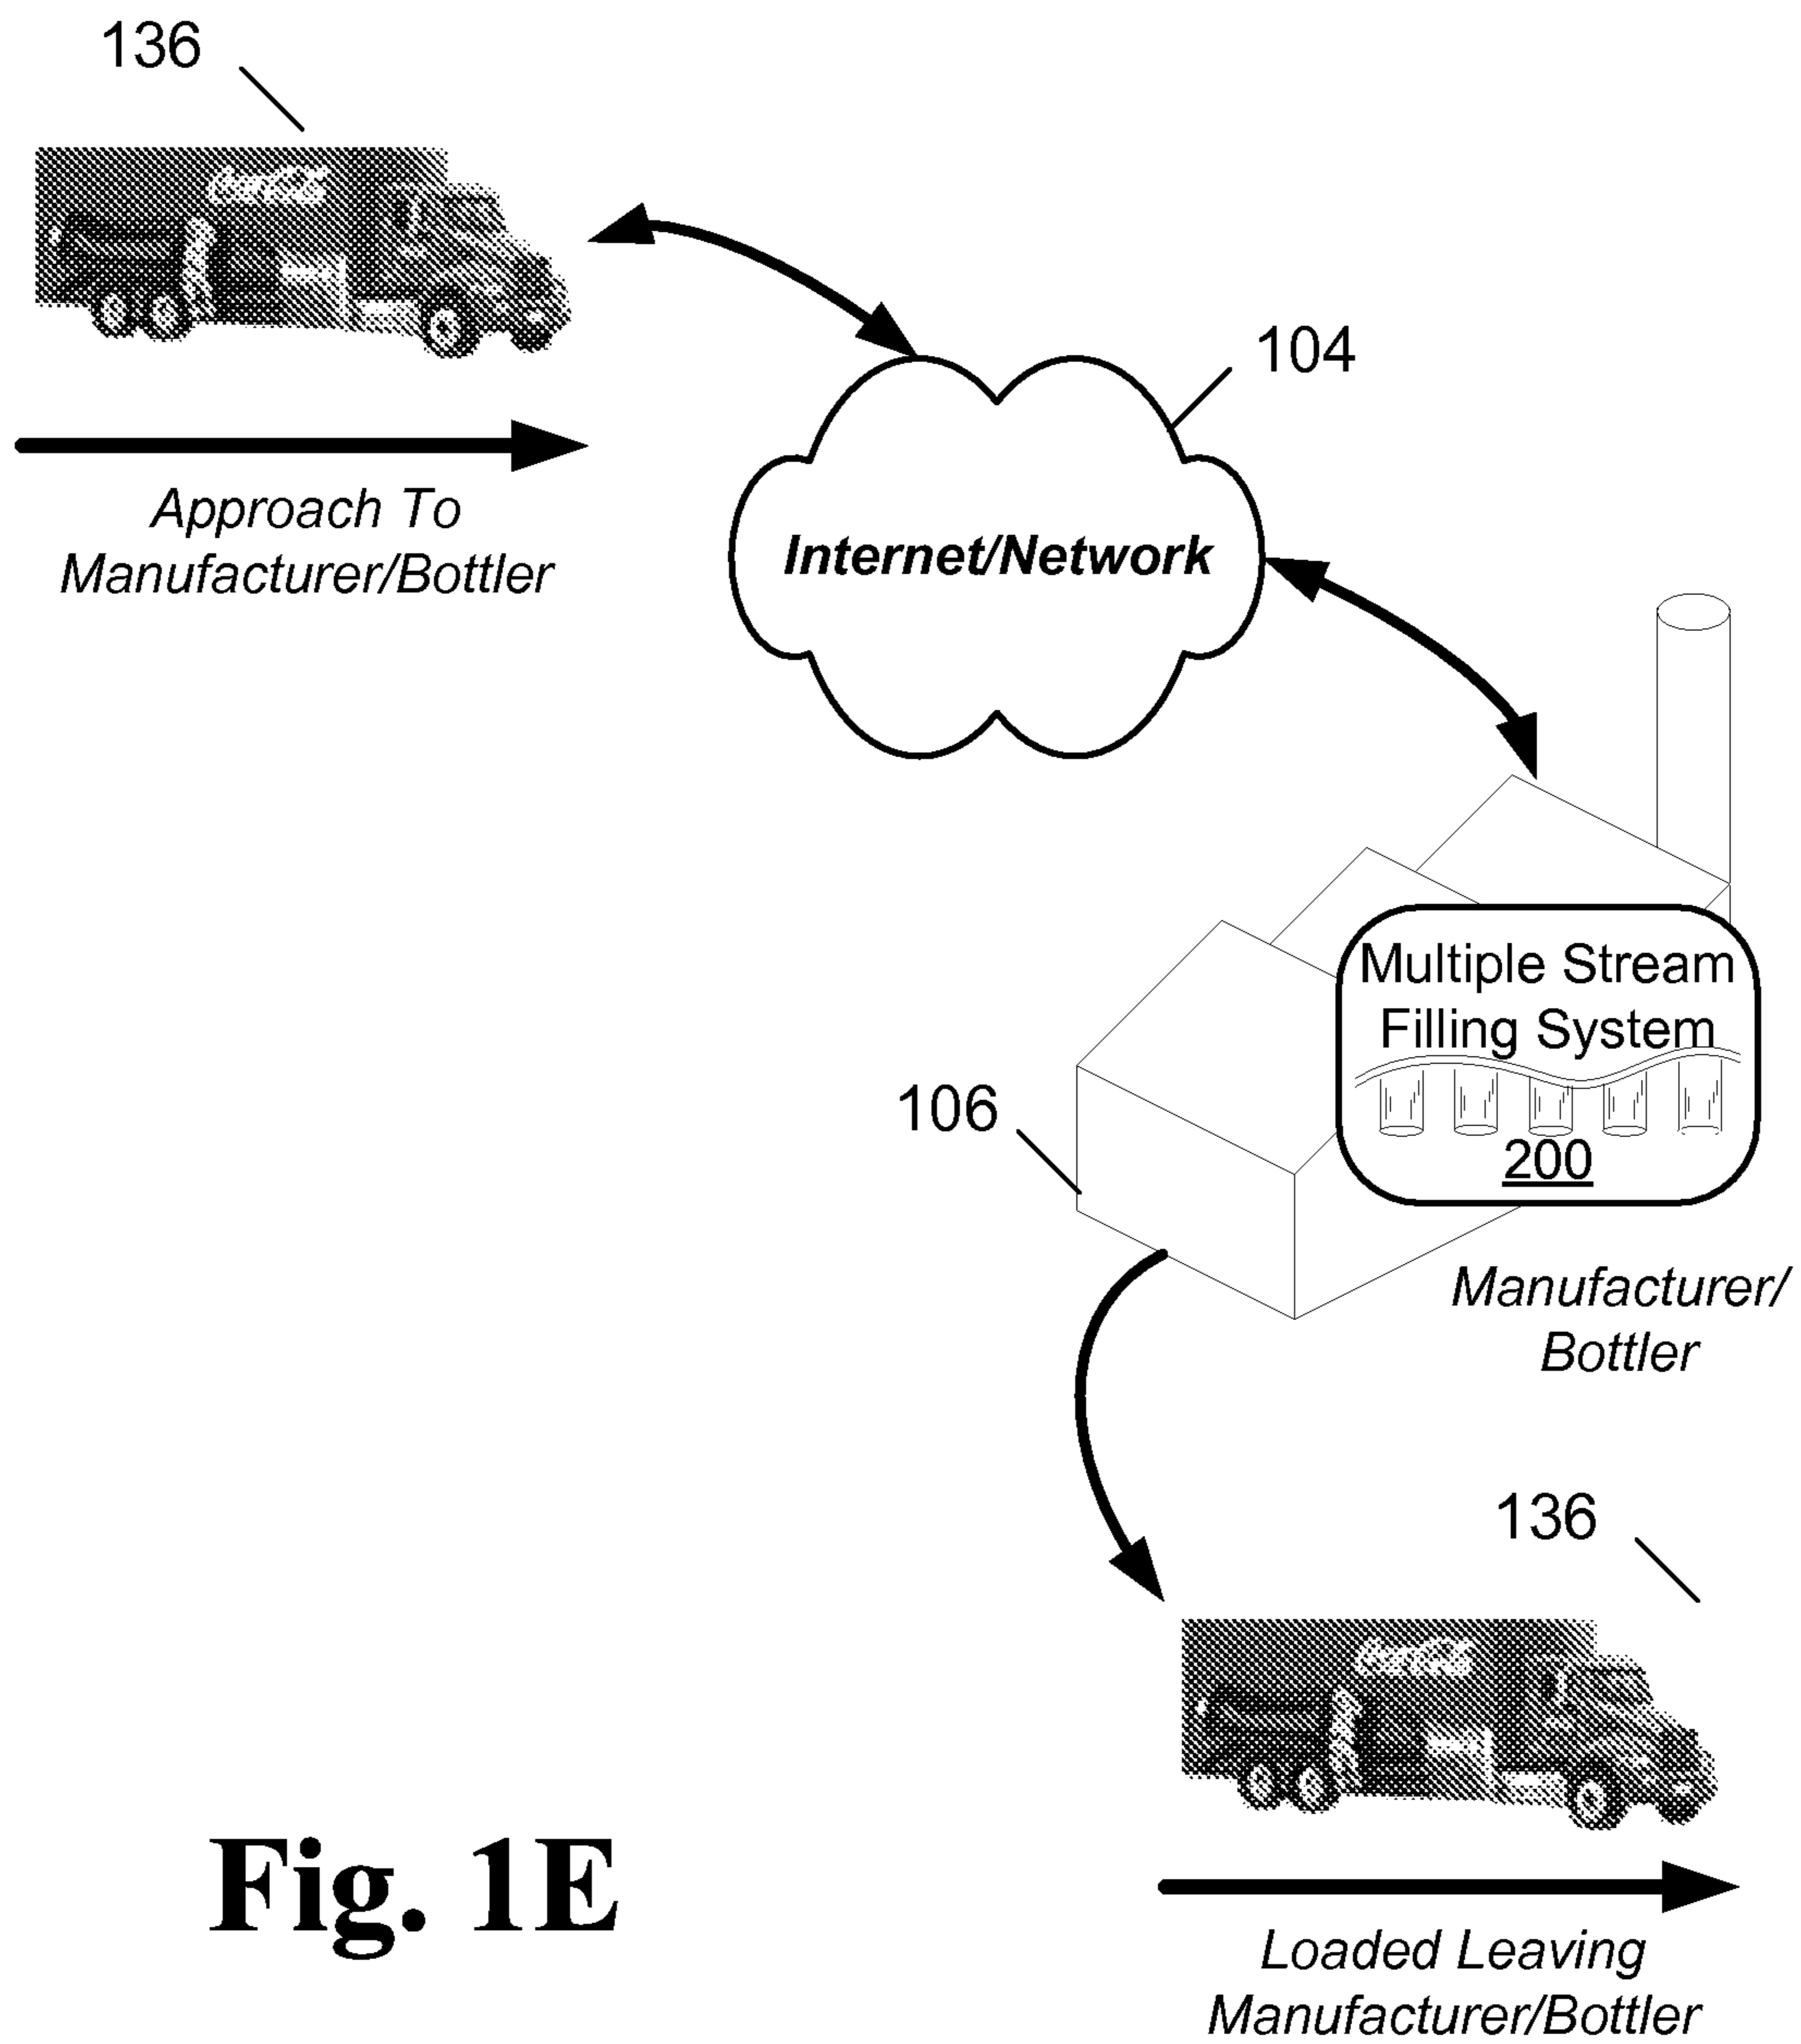 136
104
Approach To
Manufacturer/Bottler
Internet/Network
Multiple Stream
Filling System
106
200
Manufacturer/
Bottler
136
Fig. 1E
Loaded Leaving
Manufacturer/Bottler